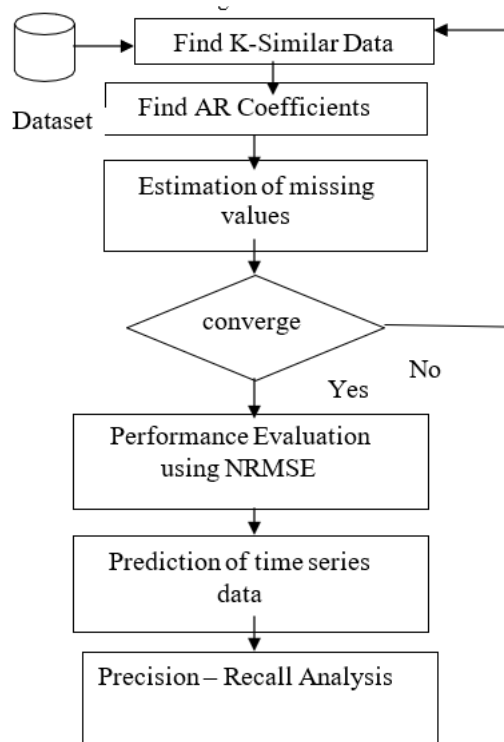 Find K-Similar Data
Dataset
Find AR Coefficients
Estimation of missing
values
converge
No
Yes
Performance Evaluation
using NRMSE
Prediction of time series
data
Precision – Recall Analysis